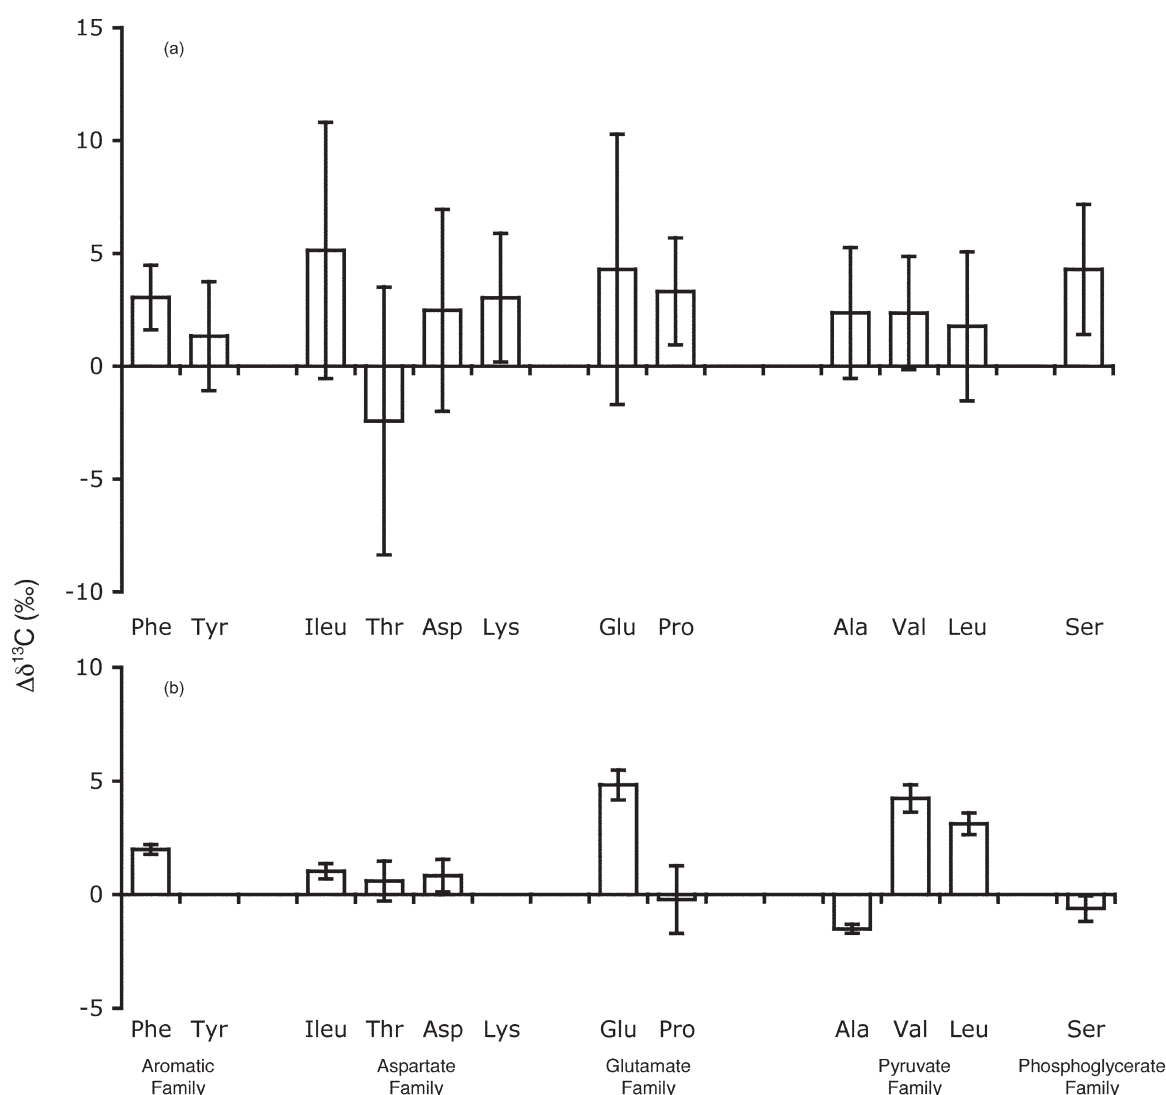 15
(a)
10
5
0
-5
-10
Phe Tyr Ileu Thr Asp Lys Glu Pro Ala Val Leu Ser
Δδ13C (‰)
10
(b)
5
0
-5
Phe Tyr Ileu Thr Asp Lys Glu Pro Ala Val Leu Ser
Aromatic Aspartate Glutamate Pyruvate Phosphoglycerate
Family Family Family Family Family